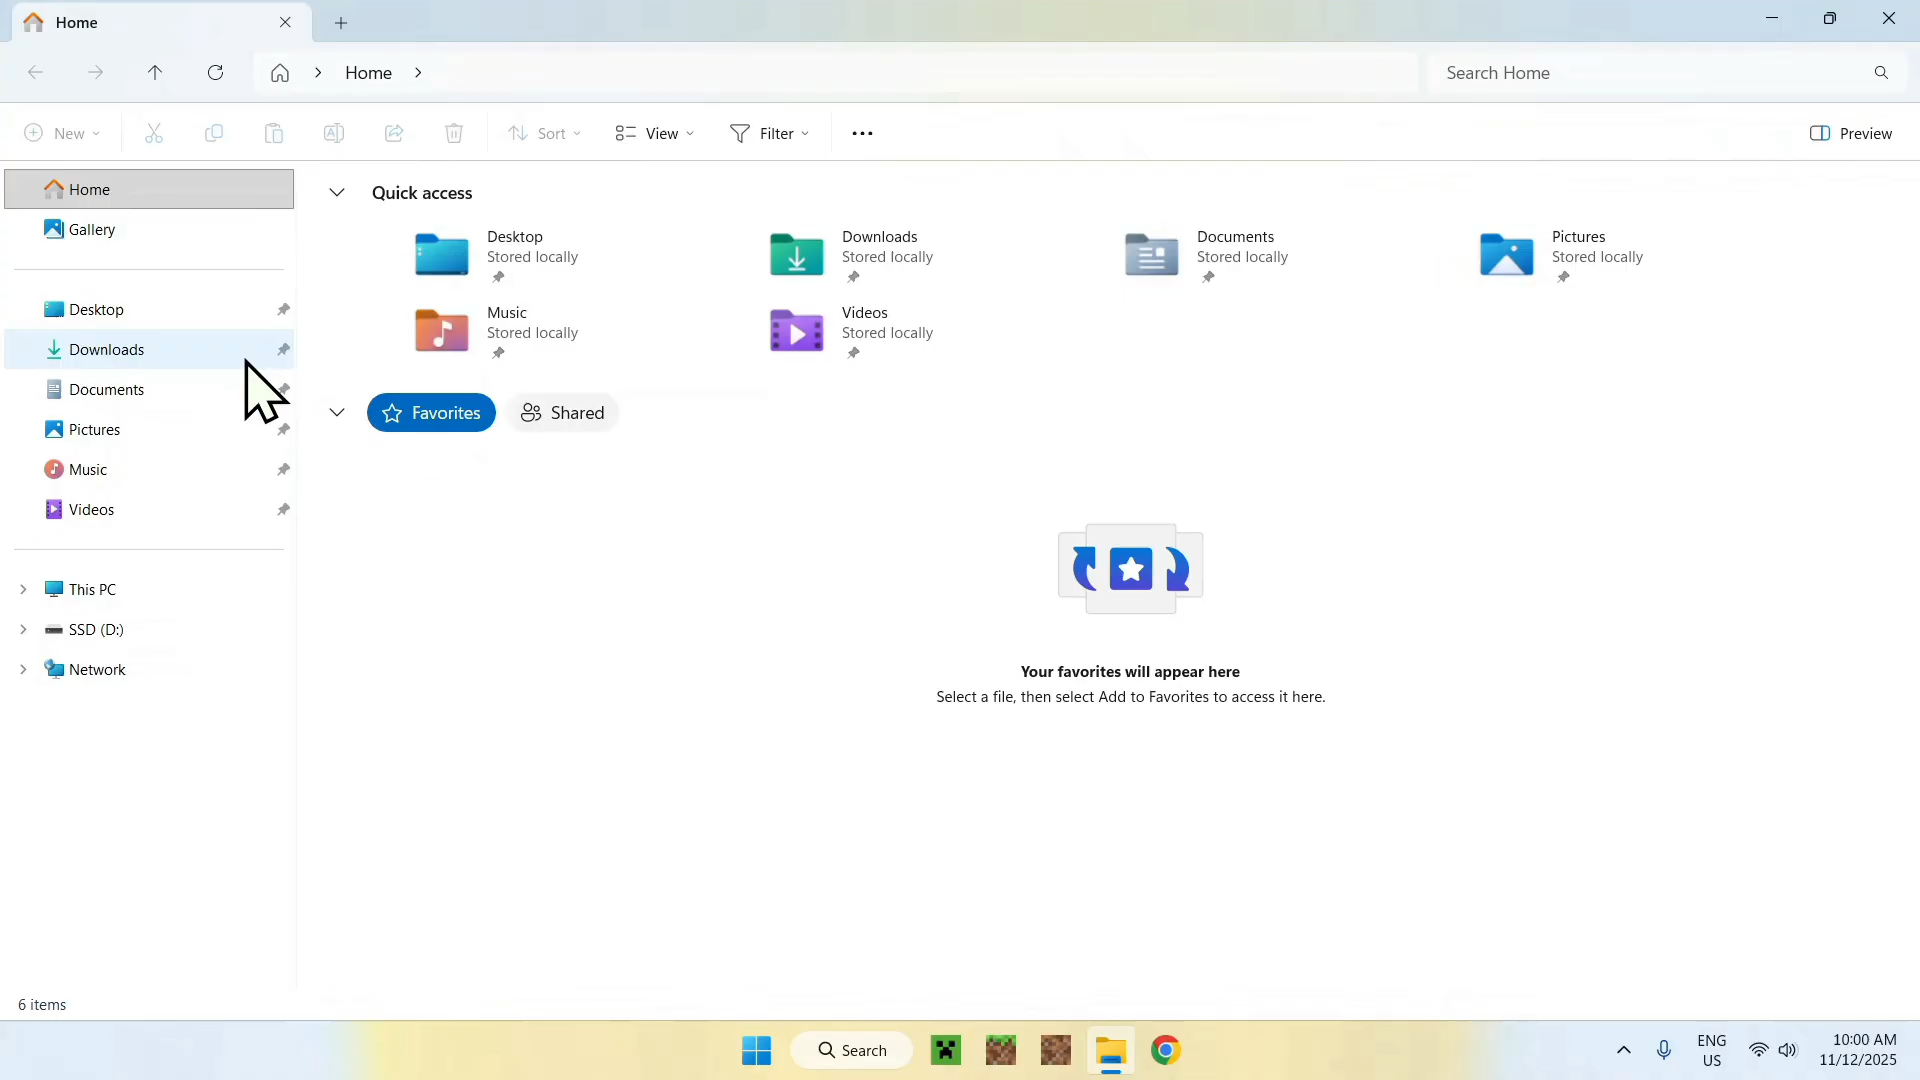 Home
Home
Search Home
New
Sort
View
Filter
Preview
Home
Gallery
Desktop
Downloads
Documents
Pictures
Music
Videos
This PC
SSD (D:)
Network
Quick access
Desktop
Stored locally
Downloads
Stored locally
Documents
Stored locally
Pictures
Stored locally
Music
Stored locally
Videos
Stored locally
Favorites
Shared
Your favorites will appear here
Select a file, then select Add to Favorites to access it here.
6 items
Search
ENG
US
10:00 AM
11/12/2025